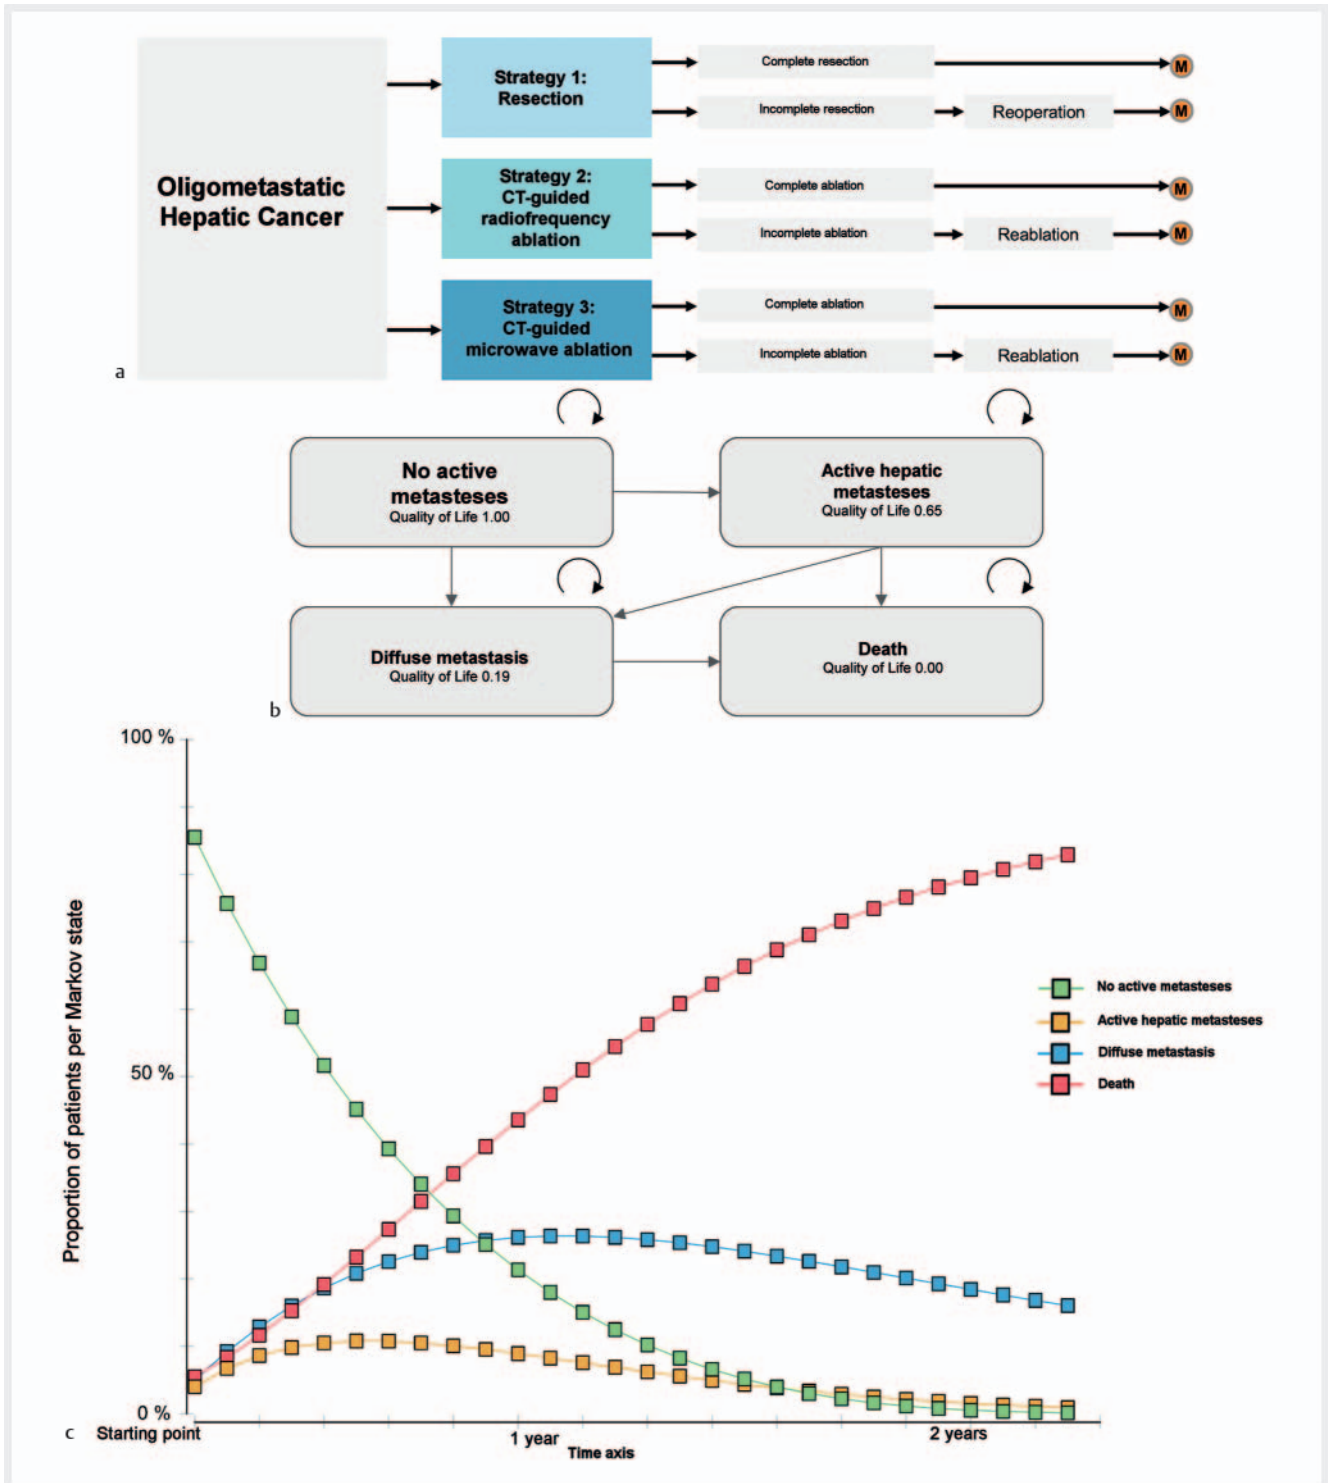 Oligometastatic
Hepatic Cancer
Strategy 1:
Resection
Complete resection
M
Incomplete resection
Reoperation
M
Strategy 2:
CT-guided
radiofrequency
ablation
Complete ablation
M
Incomplete ablation
Reablation
M
Strategy 3:
CT-guided
microwave ablation
Complete ablation
M
Incomplete ablation
Reablation
M
a
No active
metasteses
Quality of Life 1.00
Active hepatic
metasteses
Quality of Life 0.65
Diffuse metastasis
Quality of Life 0.19
Death
Quality of Life 0.00
b
100 %
50 %
0 %
Proportion of patients per Markov state
No active metasteses
Active hepatic metasteses
Diffuse metastasis
Death
c
Starting point
1 year
2 years
Time axis